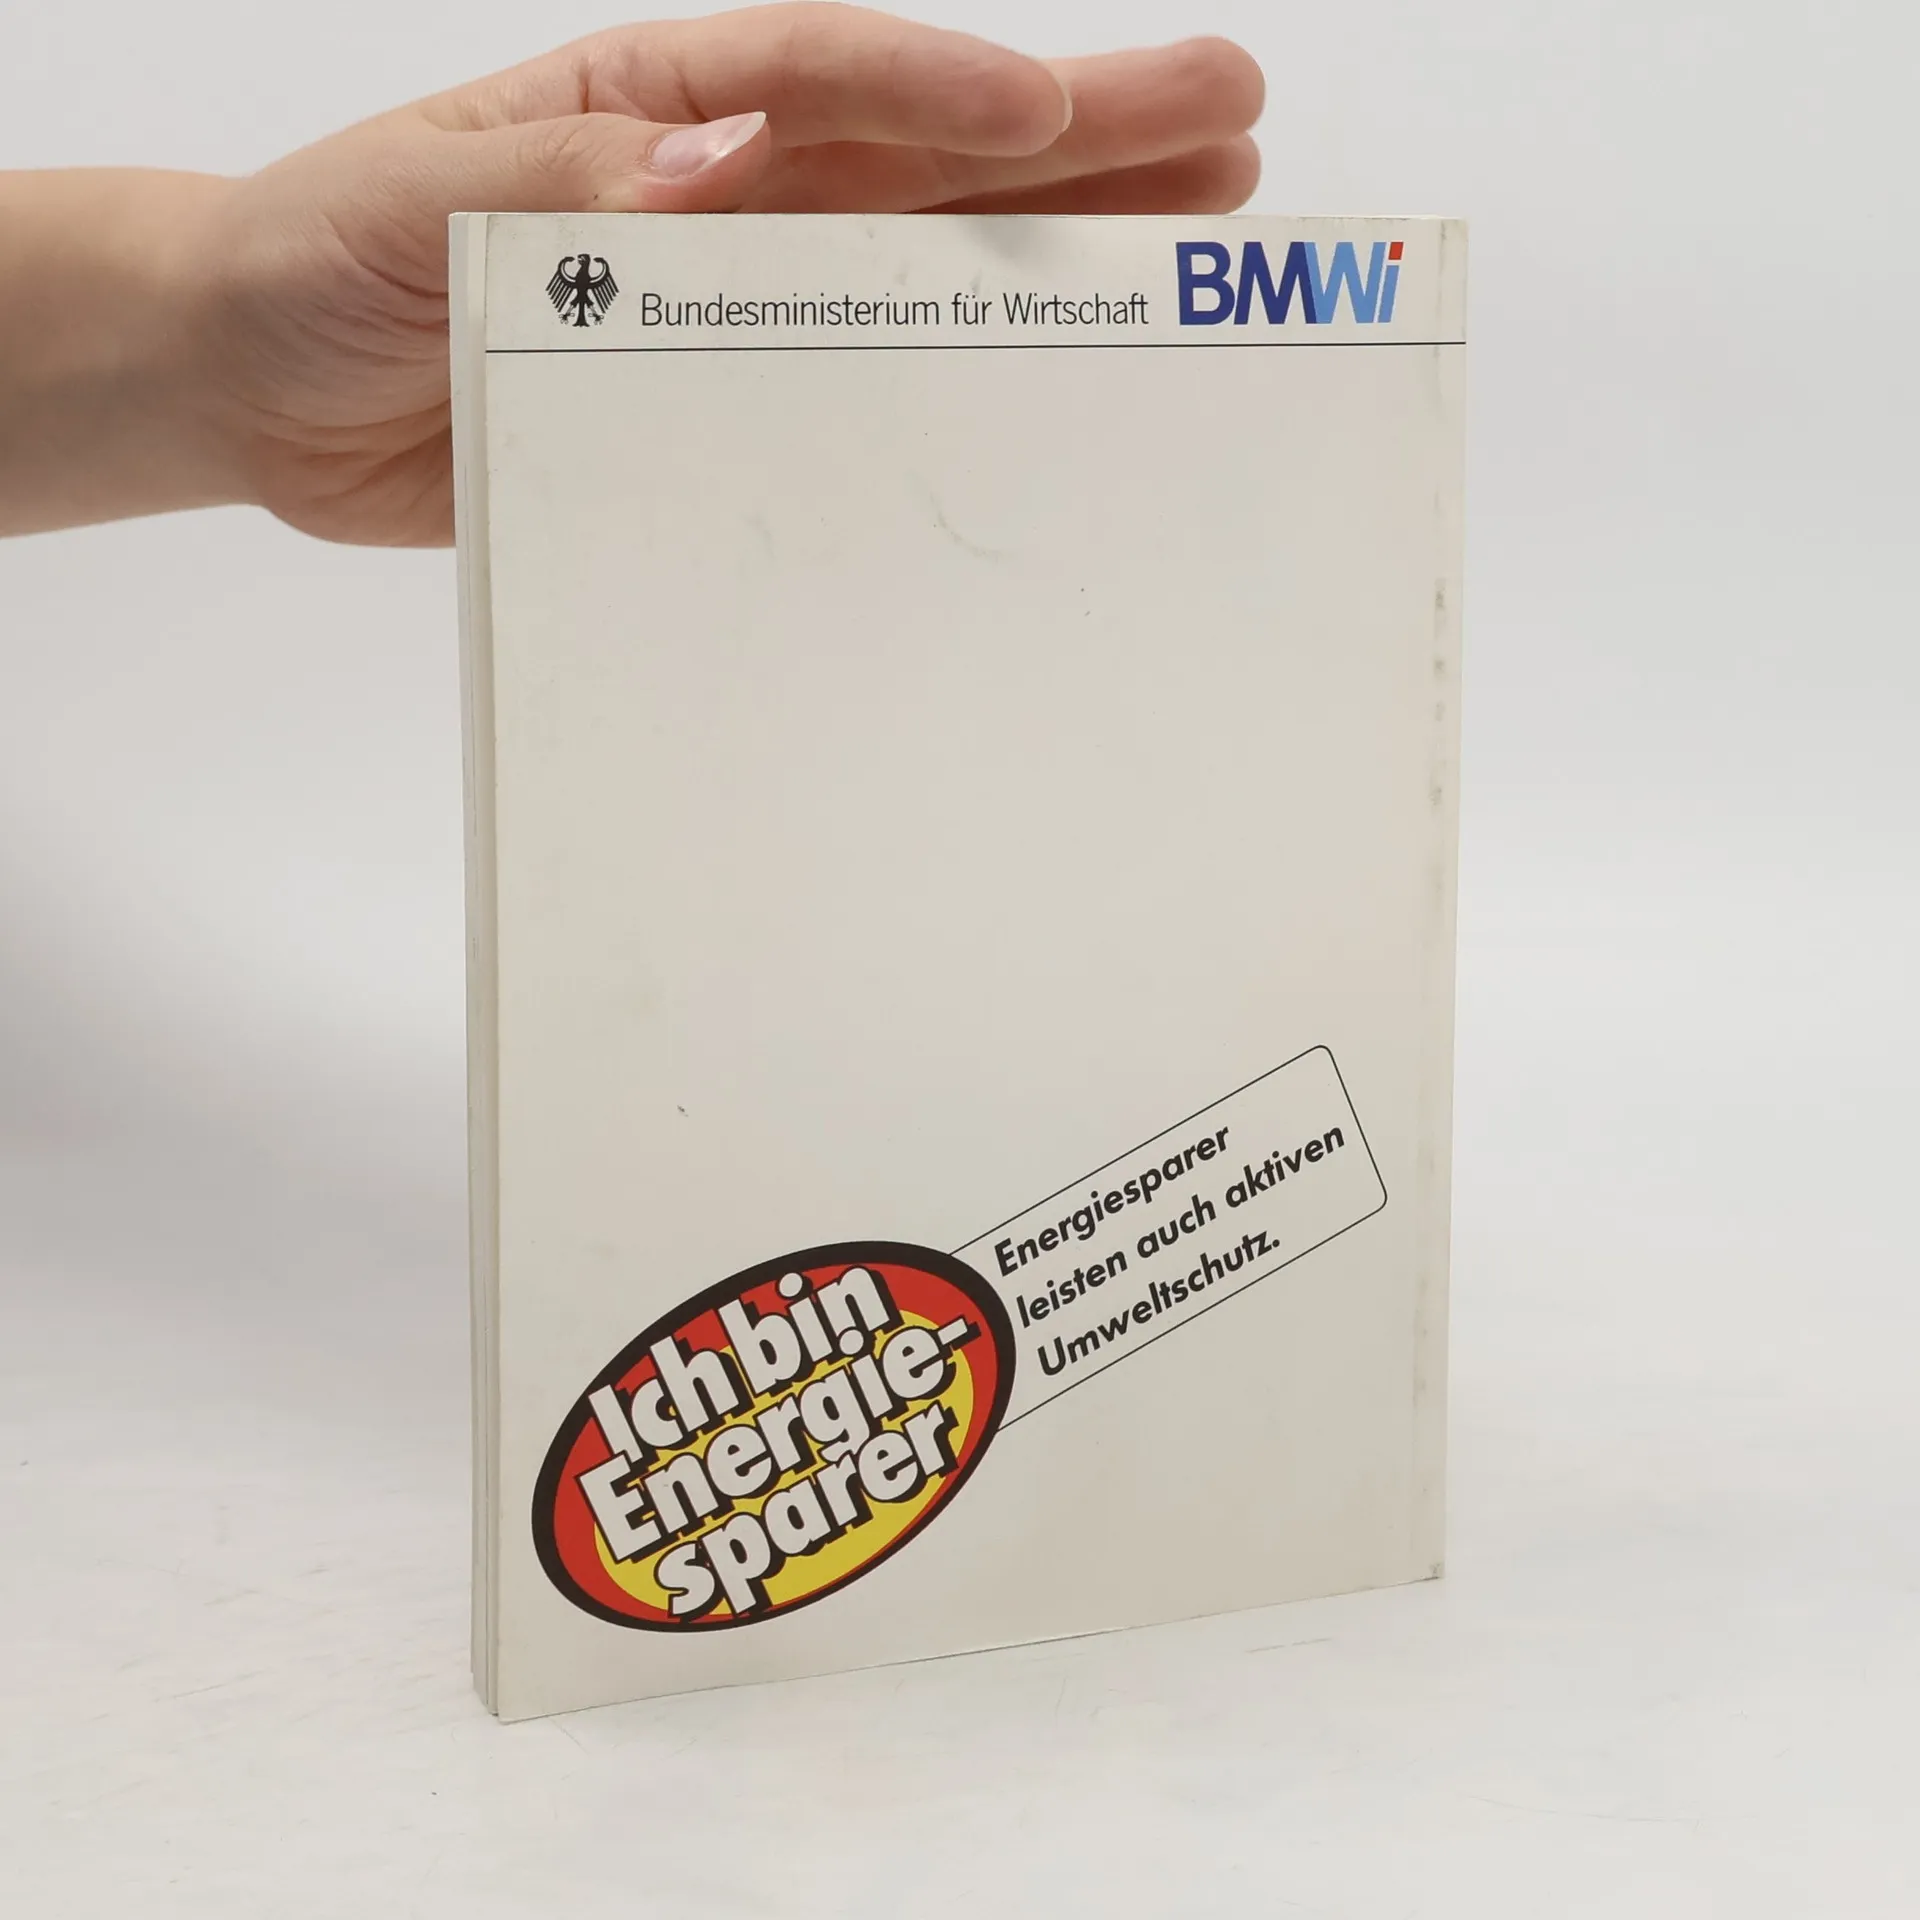 Bundesministerium für Wirtschaft BMWi
Energiesparer
leisten auch aktiven
Umweltschutz.
Ich bin
Energie-
sparer